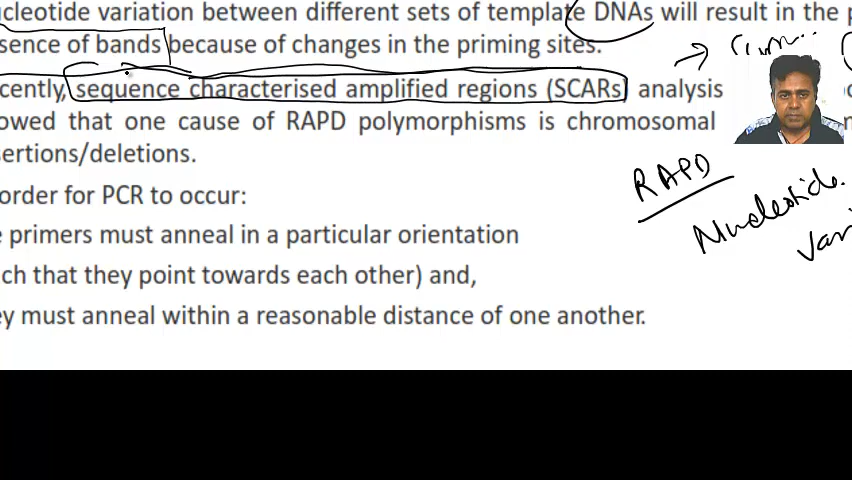 ucleotide variation between different sets of template DNAs will result in the p
sence of bands because of changes in the priming sites.
cently, sequence characterised amplified regions (SCARs) analysis
owed that one cause of RAPD polymorphisms is chromosomal
sertions/deletions.
order for PCR to occur:
e primers must anneal in a particular orientation
ch that they point towards each other) and,
ey must anneal within a reasonable distance of one another.
RAPD
Nucleotide
vari